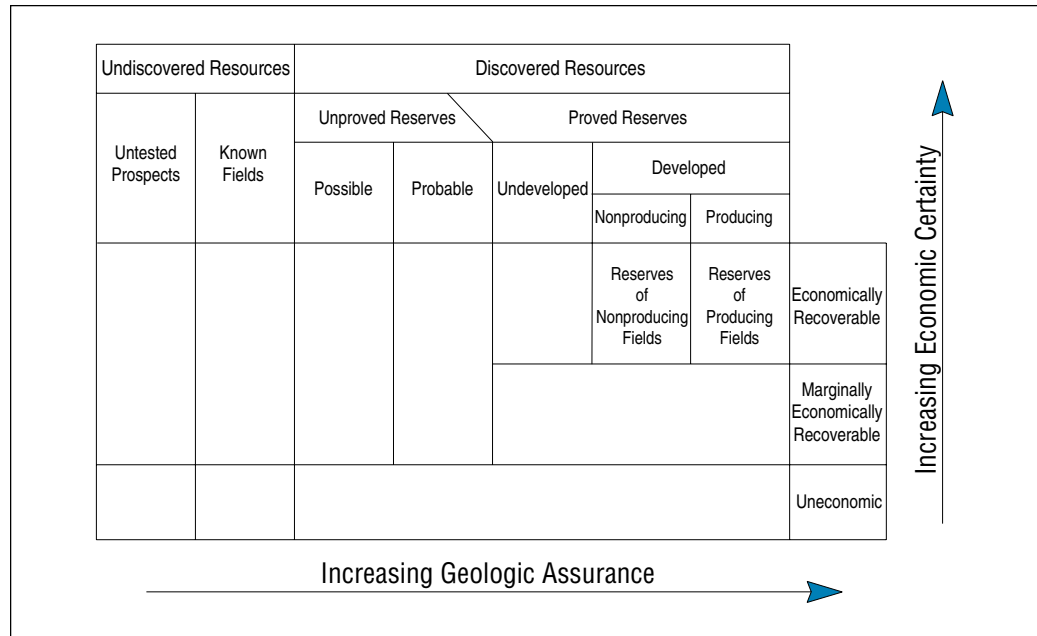 Undiscovered Resources
Discovered Resources
Unproved Reserves
Proved Reserves
Untested
Prospects
Known
Fields
Possible
Probable
Undeveloped
Developed
Nonproducing
Producing
Reserves
of
Nonproducing
Fields
Reserves
of
Producing
Fields
Economically
Recoverable
Marginally
Economically
Recoverable
Uneconomic
Increasing Economic Certainty
Increasing Geologic Assurance